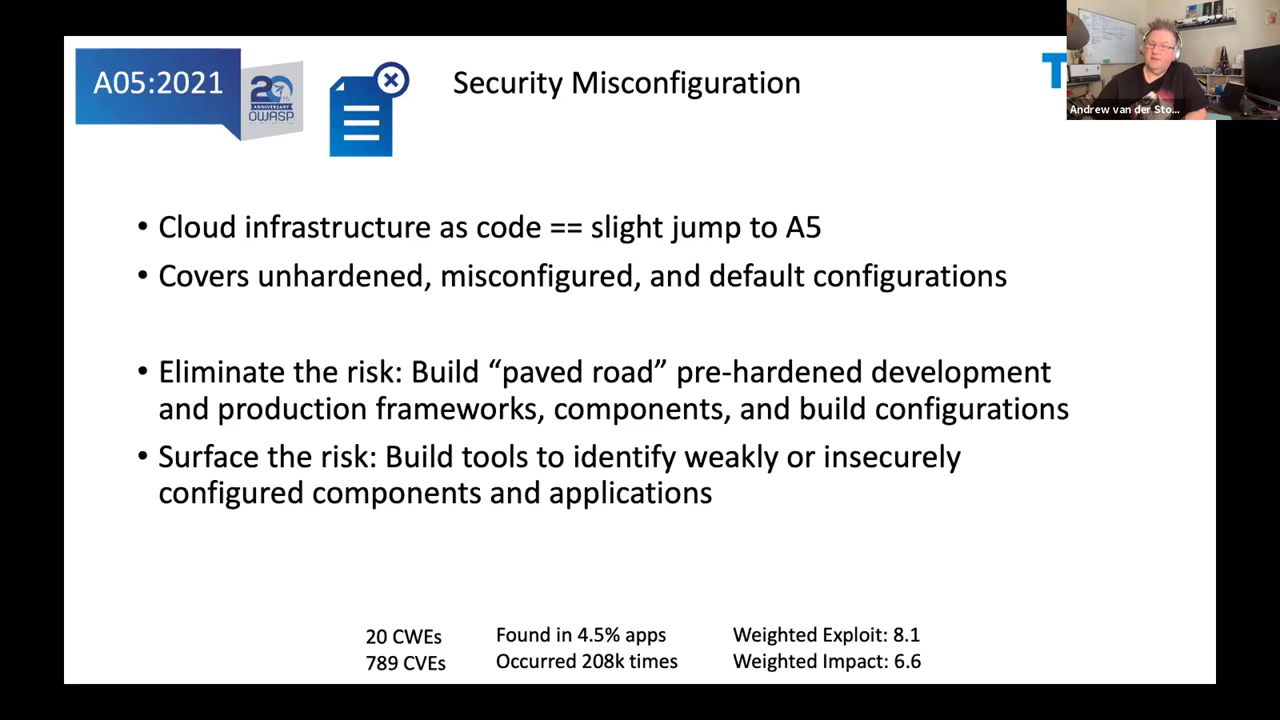 A05:2021
20th
ANNIVERSARY
OWASP
Security Misconfiguration
T
Andrew van der Sto...
• Cloud infrastructure as code == slight jump to A5
• Covers unhardened, misconfigured, and default configurations
• Eliminate the risk: Build “paved road” pre-hardened development
and production frameworks, components, and build configurations
• Surface the risk: Build tools to identify weakly or insecurely
configured components and applications
20 CWEs
789 CVEs
Found in 4.5% apps
Occurred 208k times
Weighted Exploit: 8.1
Weighted Impact: 6.6